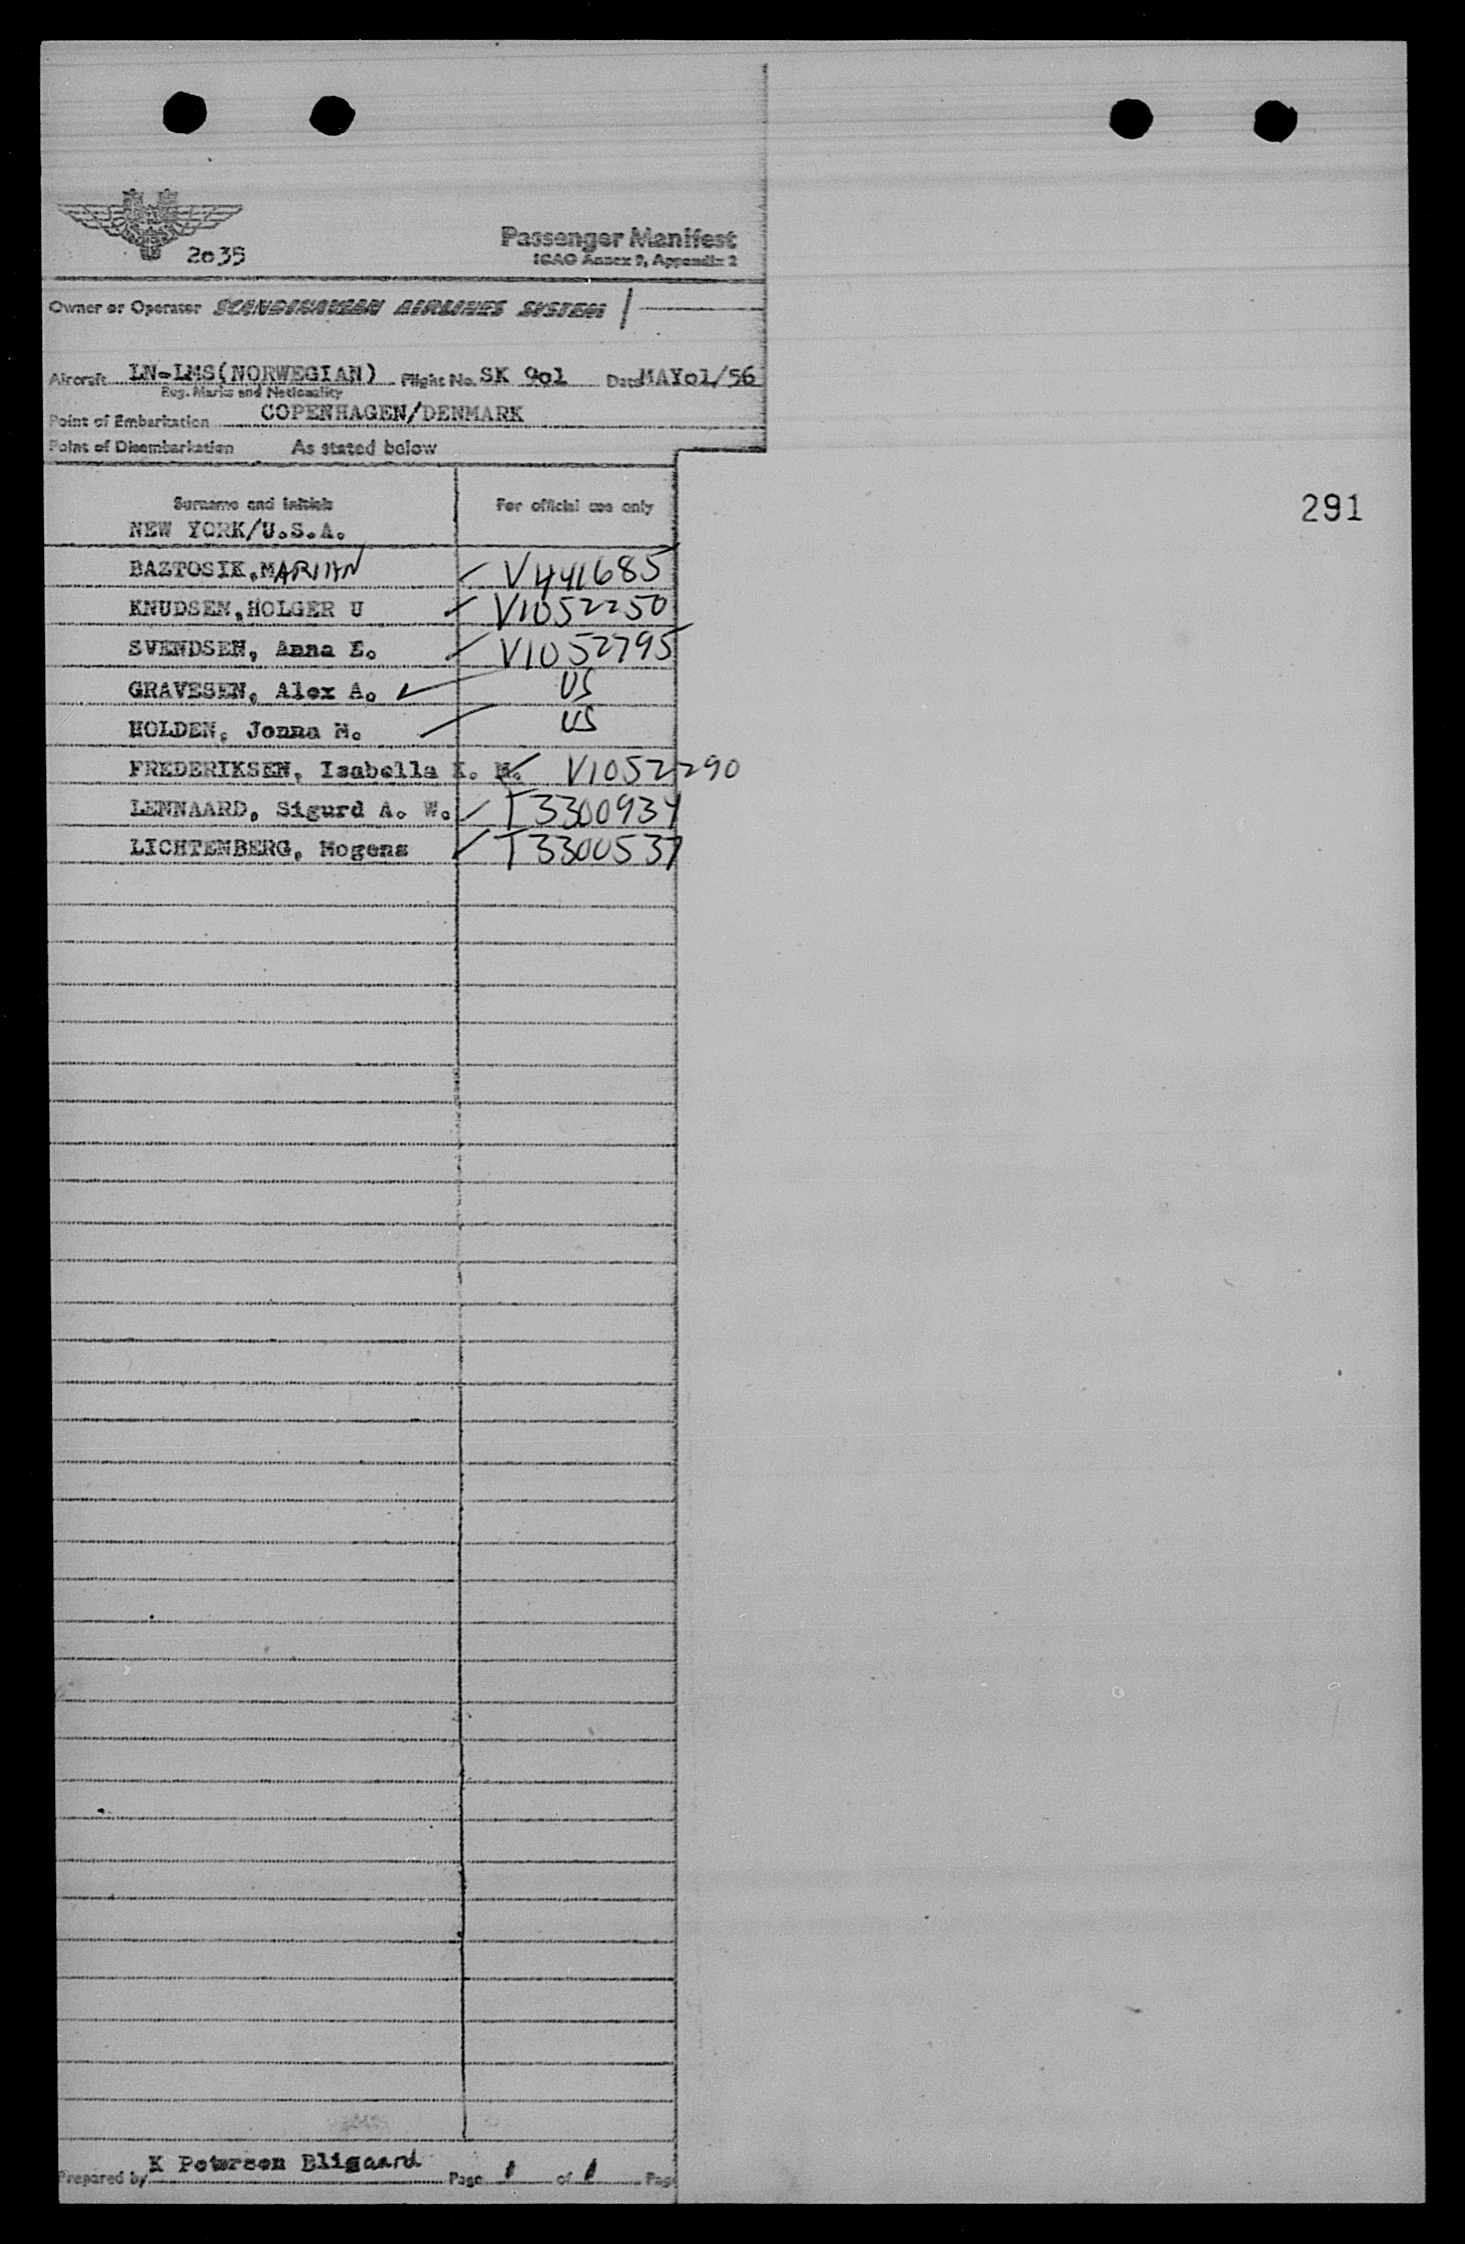 2035
Passenger Manifest
ICAO Annex 9, Appendix 2
Owner or Operator SCANDINAVIAN AIRLINES SYSTEM
Aircraft LN-LMS(NORWEGIAN) Flight No. SK 901 Date MAY01/56
Reg. Marks and Nationality
Point of Embarkation COPENHAGEN/DENMARK
Point of Disembarkation As stated below
Surname and Initials For official use only
291
NEW YORK/U.S.A.
BAZTOSIK,MARIIAN ✓ V441685
KNUDSEN,HOLGER U ✓ V1052250
SVENDSEN, Anna E. ✓ V1052795
GRAVESEN, Alex A. ✓ US
HOLDEN, Jonna M. ✓ US
FREDERIKSEN, Isabella K. M. ✓ V1052290
LENNAARD, Sigurd A. W. ✓ T3300934
LICHTENBERG, Mogens ✓ T3300537
Prepared by K Petersen Bligaard Page 1 of 1 Page